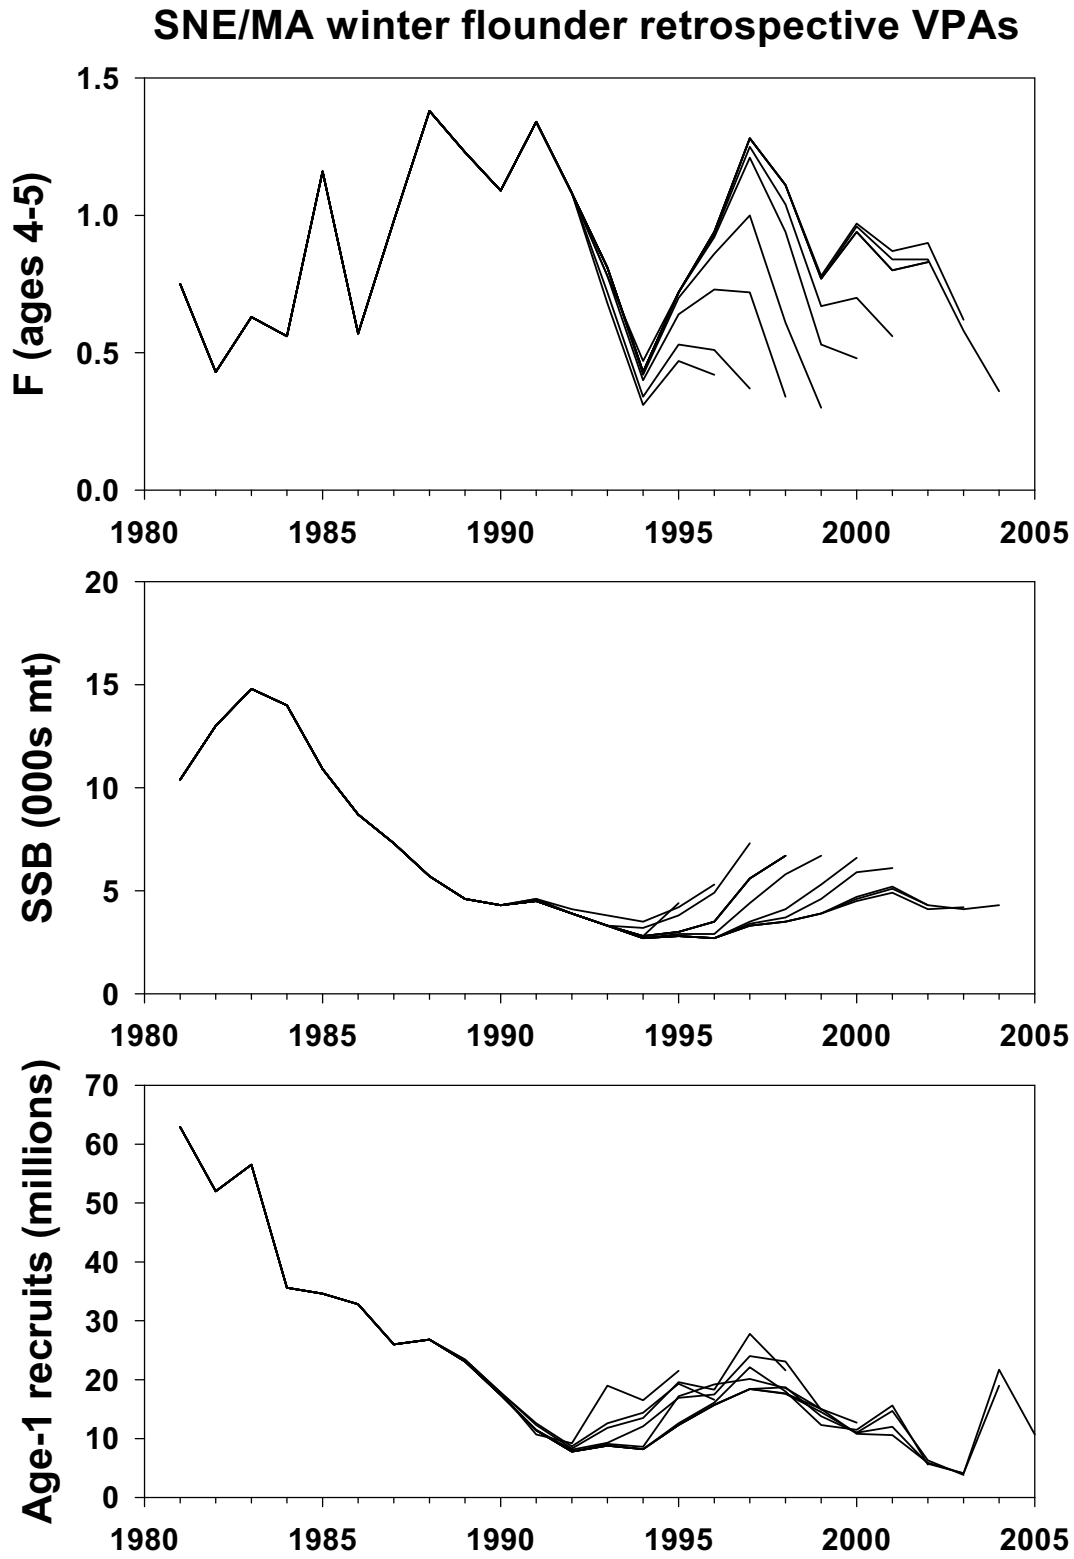 SNE/MA winter flounder retrospective VPAs
F (ages 4-5)
1.5
1.0
0.5
0.0
1980 1985 1990 1995 2000 2005
SSB (000s mt)
20
15
10
5
0
1980 1985 1990 1995 2000 2005
Age-1 recruits (millions)
70
60
50
40
30
20
10
0
1980 1985 1990 1995 2000 2005